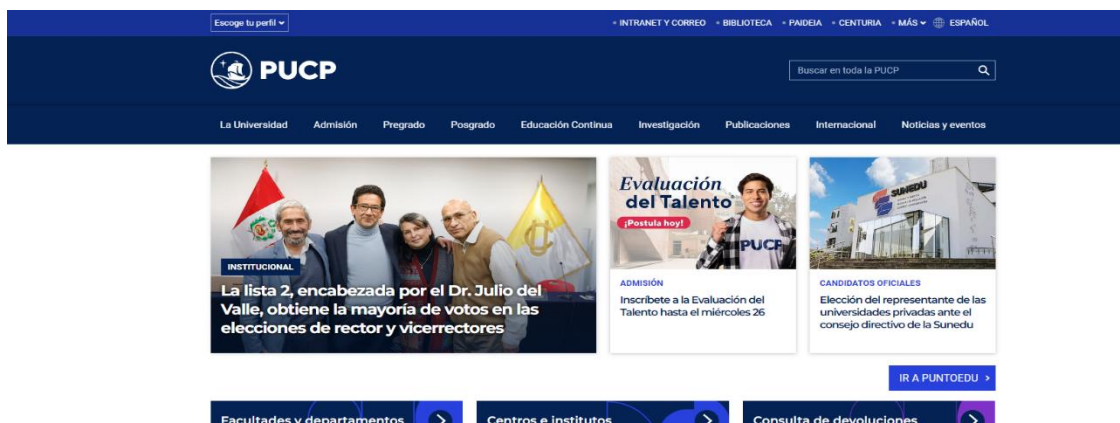 Escoge tu perfil
INTRANET Y CORREO
BIBLIOTECA
PAIDEIA
CENTURIA
MÁS
ESPAÑOL
PUCP
Buscar en toda la PUCP
La Universidad
Admisión
Pregrado
Posgrado
Educación Continua
Investigación
Publicaciones
Internacional
Noticias y eventos
INSTITUCIONAL
La lista 2, encabezada por el Dr. Julio del
Valle, obtiene la mayoría de votos en las
elecciones de rector y vicerrectores
Evaluación
del Talento
¡Postula hoy!
PUCP
ADMISIÓN
Inscríbete a la Evaluación del
Talento hasta el miércoles 26
SUNEDU
CANDIDATOS OFICIALES
Elección del representante de las
universidades privadas ante el
consejo directivo de la Sunedu
IR A PUNTOEDU >
Facultades y departamentos
Centros e institutos
Consulta de devoluciones